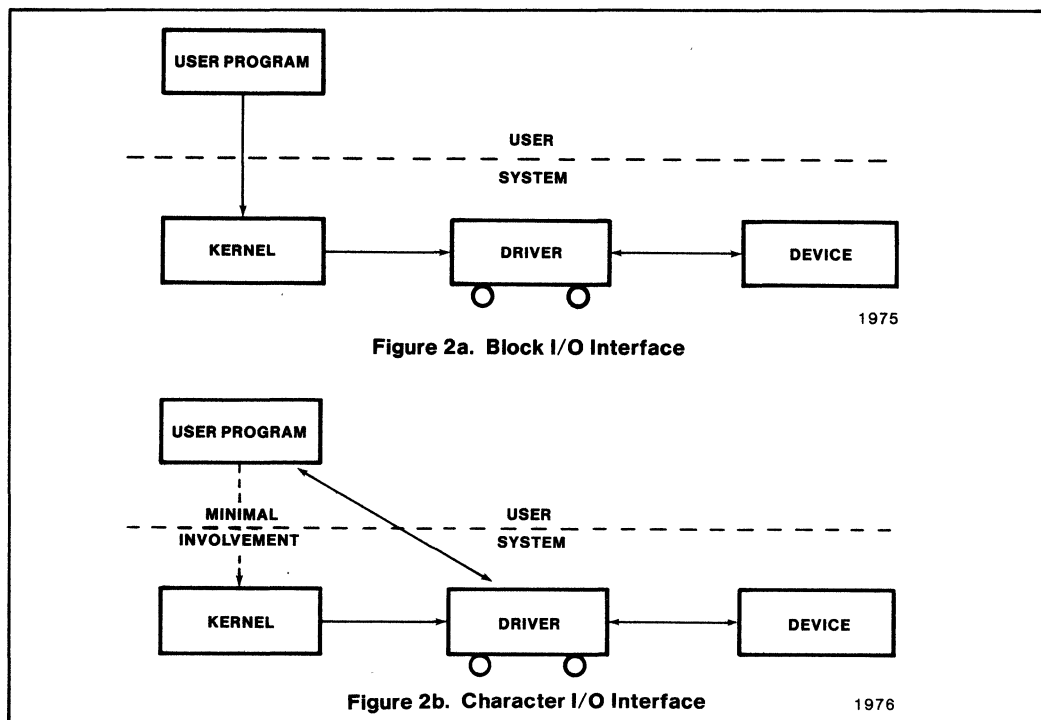 USER PROGRAM
USER
SYSTEM
KERNEL
DRIVER
DEVICE
1975
Figure 2a. Block I/O Interface
USER PROGRAM
MINIMAL
USER
INVOLVEMENT
SYSTEM
KERNEL
DRIVER
DEVICE
Figure 2b. Character I/O Interface
1976